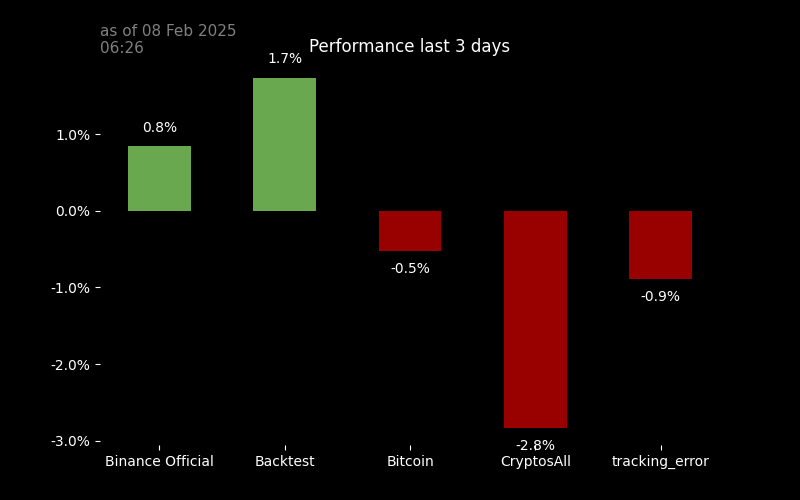 as of 08 Feb 2025
06:26
Performance last 3 days
1.7%
0.8%
1.0%
0.0%
-0.5%
-0.9%
-1.0%
-2.0%
-2.8%
-3.0%
Binance Official
Backtest
Bitcoin
CryptosAll
tracking_error